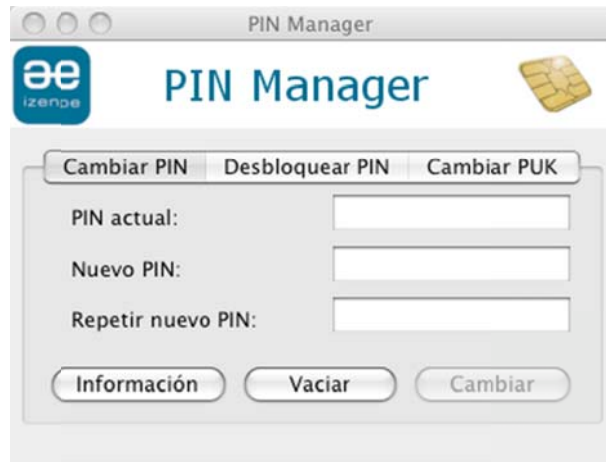 PIN Manager
izenpe
PIN Manager
Cambiar PIN Desbloquear PIN Cambiar PUK
PIN actual:
Nuevo PIN:
Repetir nuevo PIN:
Información Vaciar Cambiar